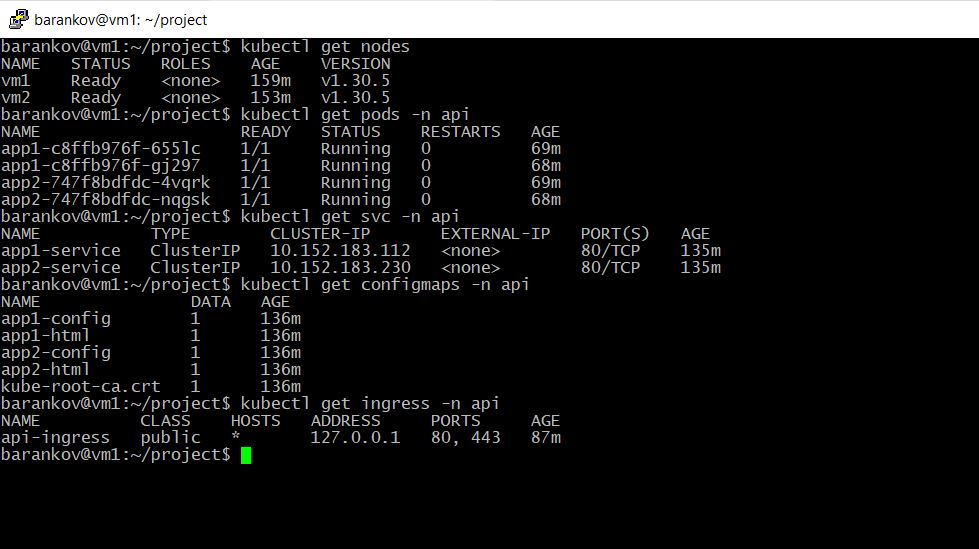 barankov@vm1: ~/project
barankov@vm1:~/project$ kubectl get nodes
NAME   STATUS   ROLES    AGE    VERSION
vm1    Ready    <none>   159m   v1.30.5
vm2    Ready    <none>   153m   v1.30.5
barankov@vm1:~/project$ kubectl get pods -n api
NAME                    READY   STATUS    RESTARTS   AGE
app1-c8ffb976f-655lc    1/1     Running   0          69m
app1-c8ffb976f-gj297    1/1     Running   0          68m
app2-747f8bdfdc-4vqrk   1/1     Running   0          69m
app2-747f8bdfdc-nqgsk   1/1     Running   0          68m
barankov@vm1:~/project$ kubectl get svc -n api
NAME           TYPE        CLUSTER-IP       EXTERNAL-IP   PORT(S)   AGE
app1-service   ClusterIP   10.152.183.112   <none>        80/TCP    135m
app2-service   ClusterIP   10.152.183.230   <none>        80/TCP    135m
barankov@vm1:~/project$ kubectl get configmaps -n api
NAME               DATA   AGE
app1-config        1      136m
app1-html          1      136m
app2-config        1      136m
app2-html          1      136m
kube-root-ca.crt   1      136m
barankov@vm1:~/project$ kubectl get ingress -n api
NAME          CLASS    HOSTS   ADDRESS     PORTS     AGE
api-ingress   public   *       127.0.0.1   80, 443   87m
barankov@vm1:~/project$